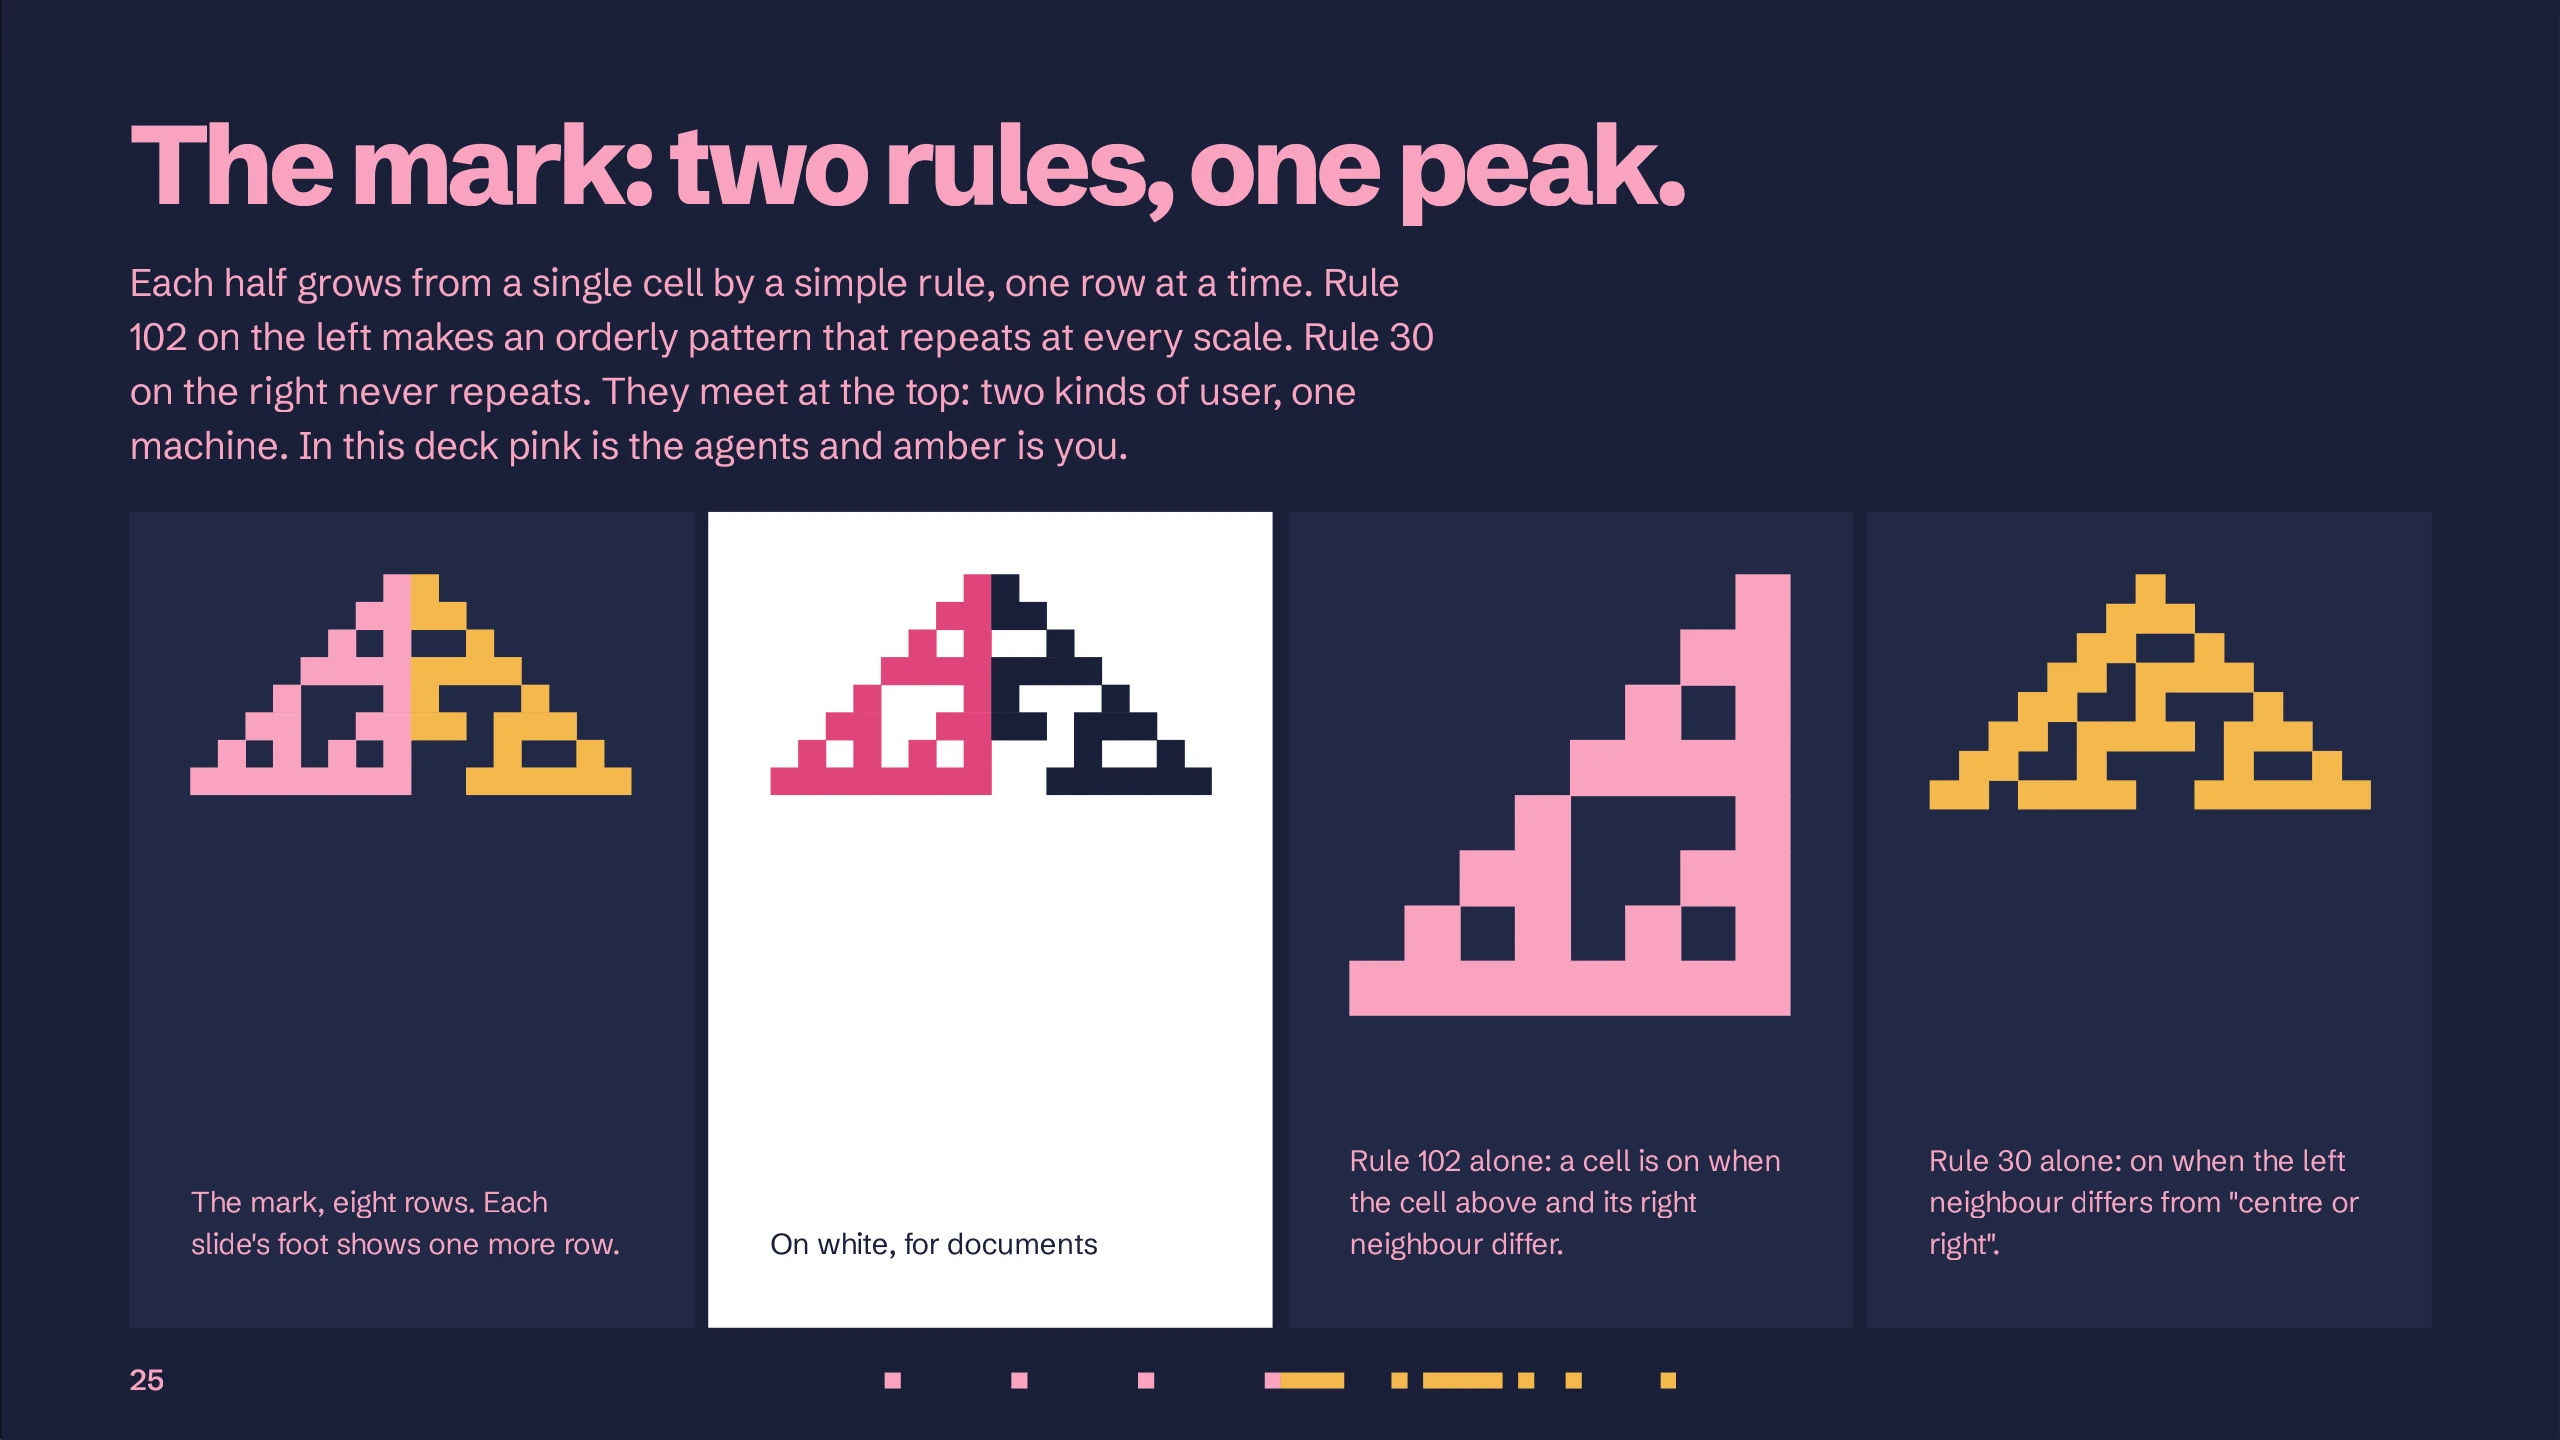 The mark: two rules, one peak.
Each half grows from a single cell by a simple rule, one row at a time. Rule
102 on the left makes an orderly pattern that repeats at every scale. Rule 30
on the right never repeats. They meet at the top: two kinds of user, one
machine. In this deck pink is the agents and amber is you.
The mark, eight rows. Each
slide's foot shows one more row.
On white, for documents
Rule 102 alone: a cell is on when
the cell above and its right
neighbour differ.
Rule 30 alone: on when the left
neighbour differs from "centre or
right".
25